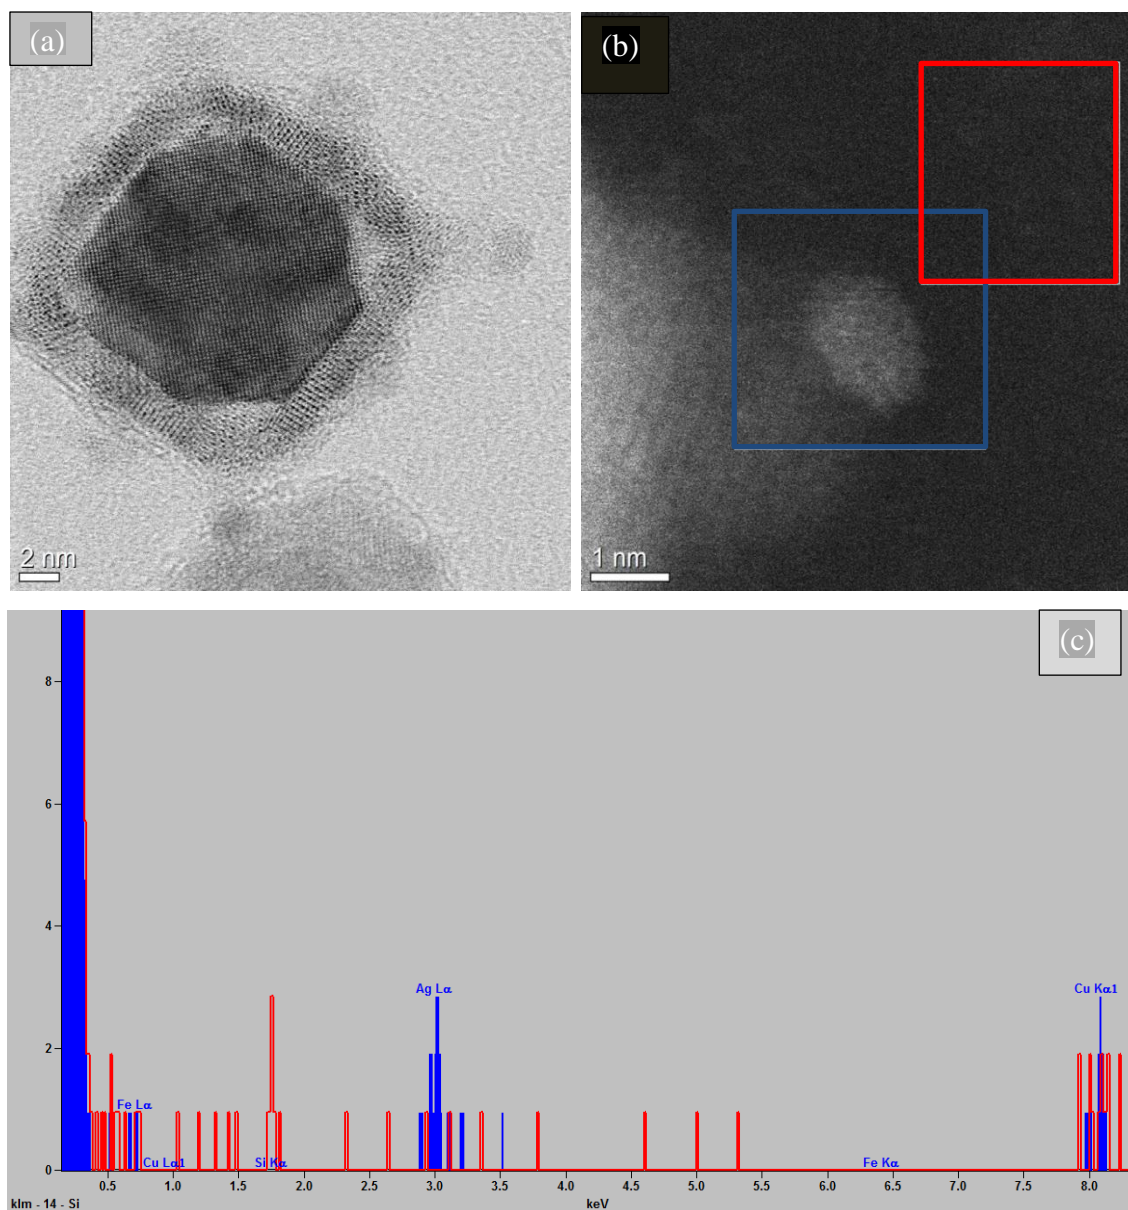 (a)
(b)
2 nm
1 nm
(c)
8
6
4
2
0
Ag Lα
Cu Kα1
Fe Lα
Cu Lα1
Si Kα
Fe Kα
0.5 1.0 1.5 2.0 2.5 3.0 3.5 4.0 4.5 5.0 5.5 6.0 6.5 7.0 7.5 8.0
klm - 14 - Si
keV